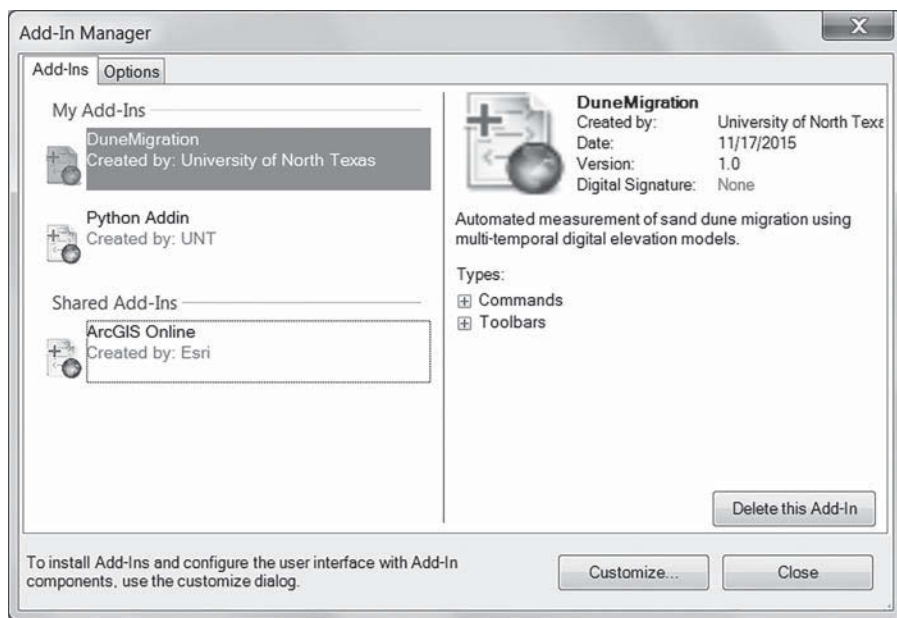 Add-In Manager
X
Add-Ins
Options
My Add-Ins
DuneMigration
Created by: University of North Texas
Python Addin
Created by: UNT
Shared Add-Ins
ArcGIS Online
Created by: Esri
DuneMigration
Created by: University of North Texa
Date: 11/17/2015
Version: 1.0
Digital Signature: None
Automated measurement of sand dune migration using
multi-temporal digital elevation models.
Types:
Commands
Toolbars
Delete this Add-In
To install Add-Ins and configure the user interface with Add-In
components, use the customize dialog.
Customize...
Close